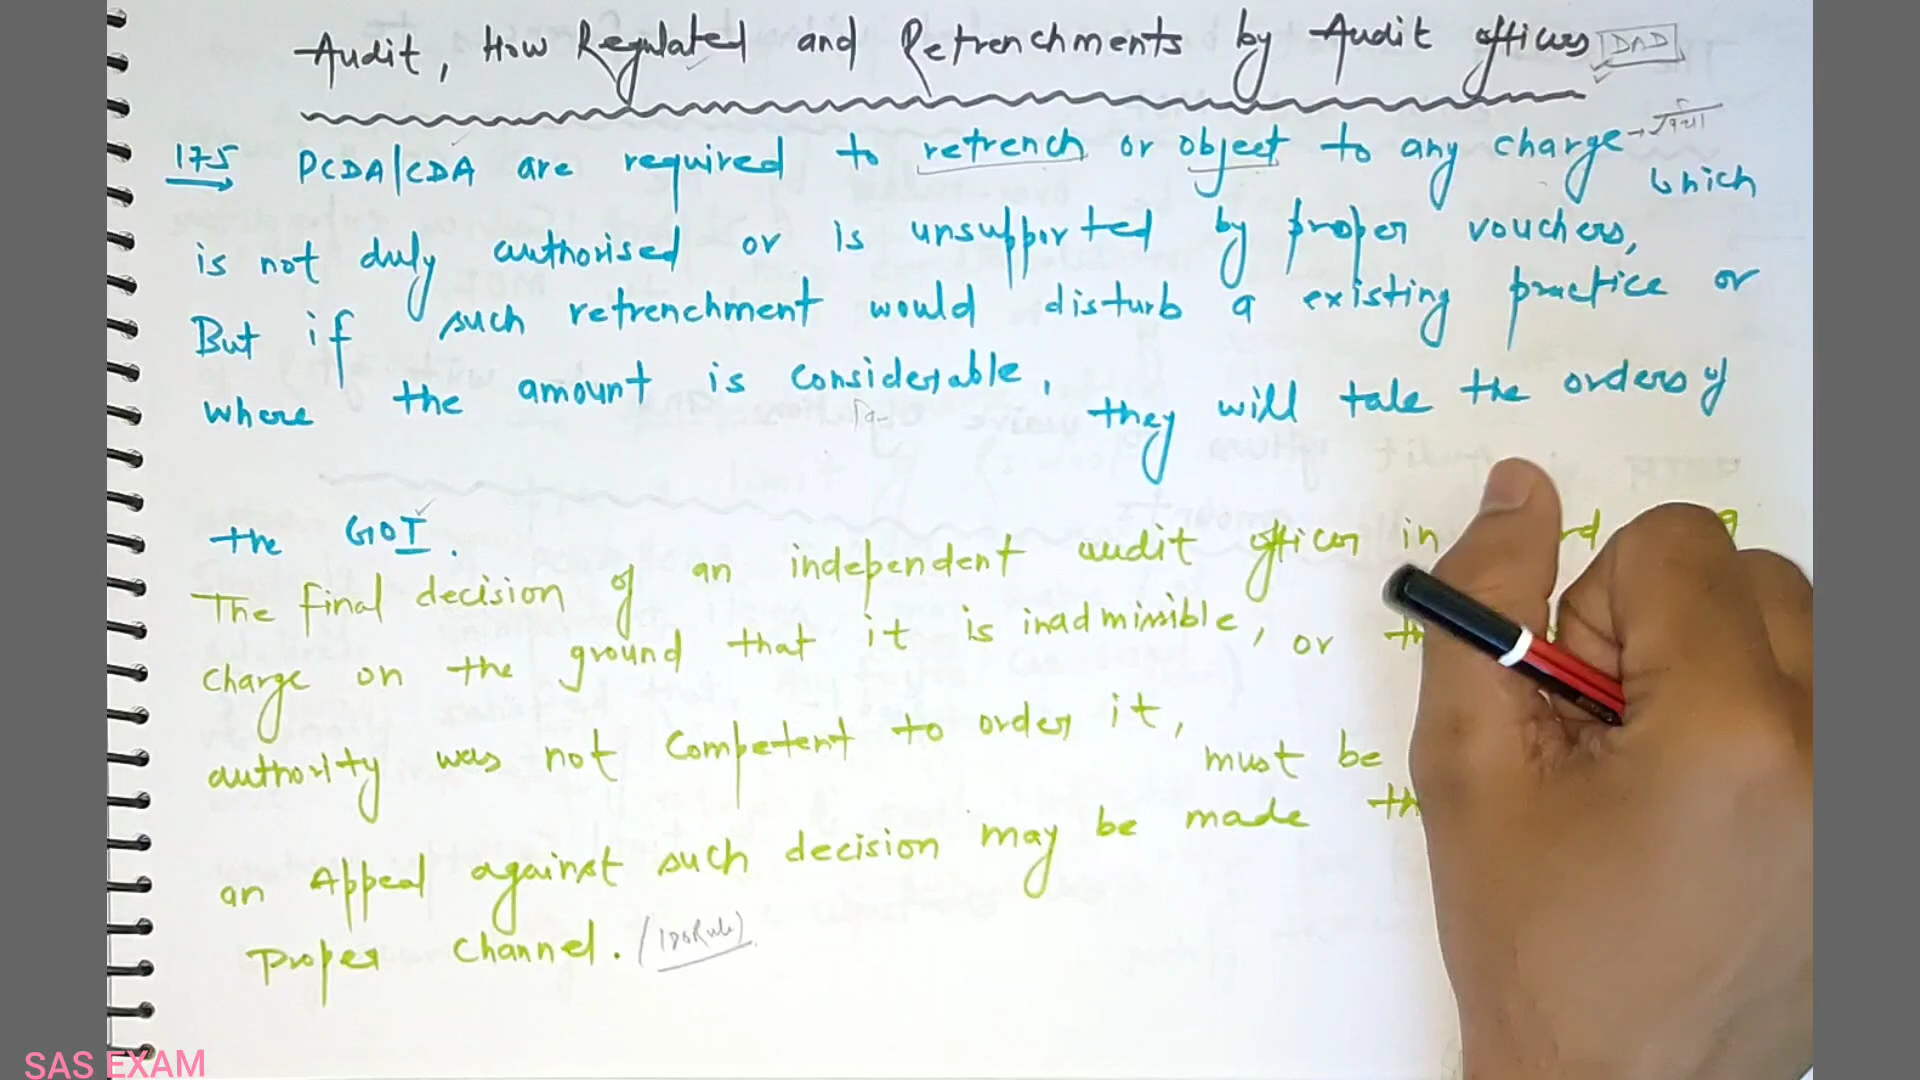 Audit, How Regulated and Retrenchments by Audit offices DAD
175 PCDA/CDA are required to retrench or object to any charge which
is not duly authorised or is unsupported by proper vouchers,
But if such retrenchment would disturb a existing practice or
where the amount is considerable, they will take the orders of
the GOI.
The final decision of an independent audit officer in
charge on the ground that it is inadmissible, or
authority was not competent to order it, must be
an Appeal against such decision may be made
proper channel.
SAS EXAM